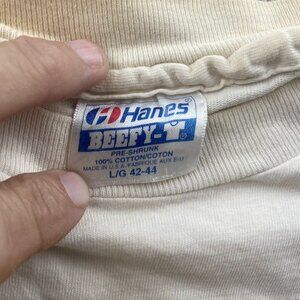 Hanes
BEEFY-T
PRE-SHRUNK
100% COTTON/COTON
MADE IN U.S.A./FABRIQUE AUX E-U
L/G 42-44